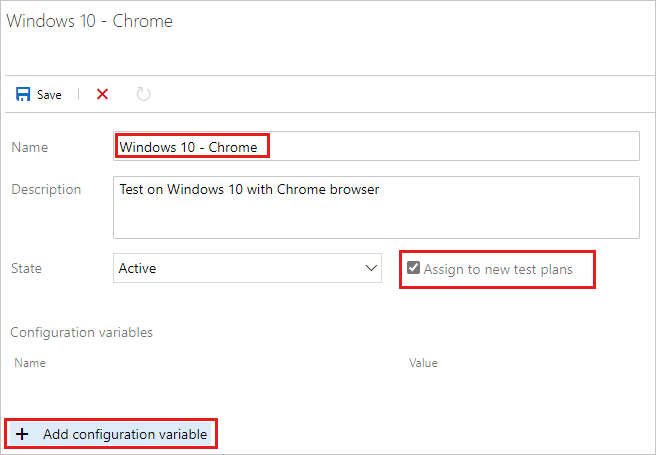 Windows 10 - Chrome
Save
Name
Windows 10 - Chrome
Description
Test on Windows 10 with Chrome browser
State
Active
Assign to new test plans
Configuration variables
Name Value
+ Add configuration variable